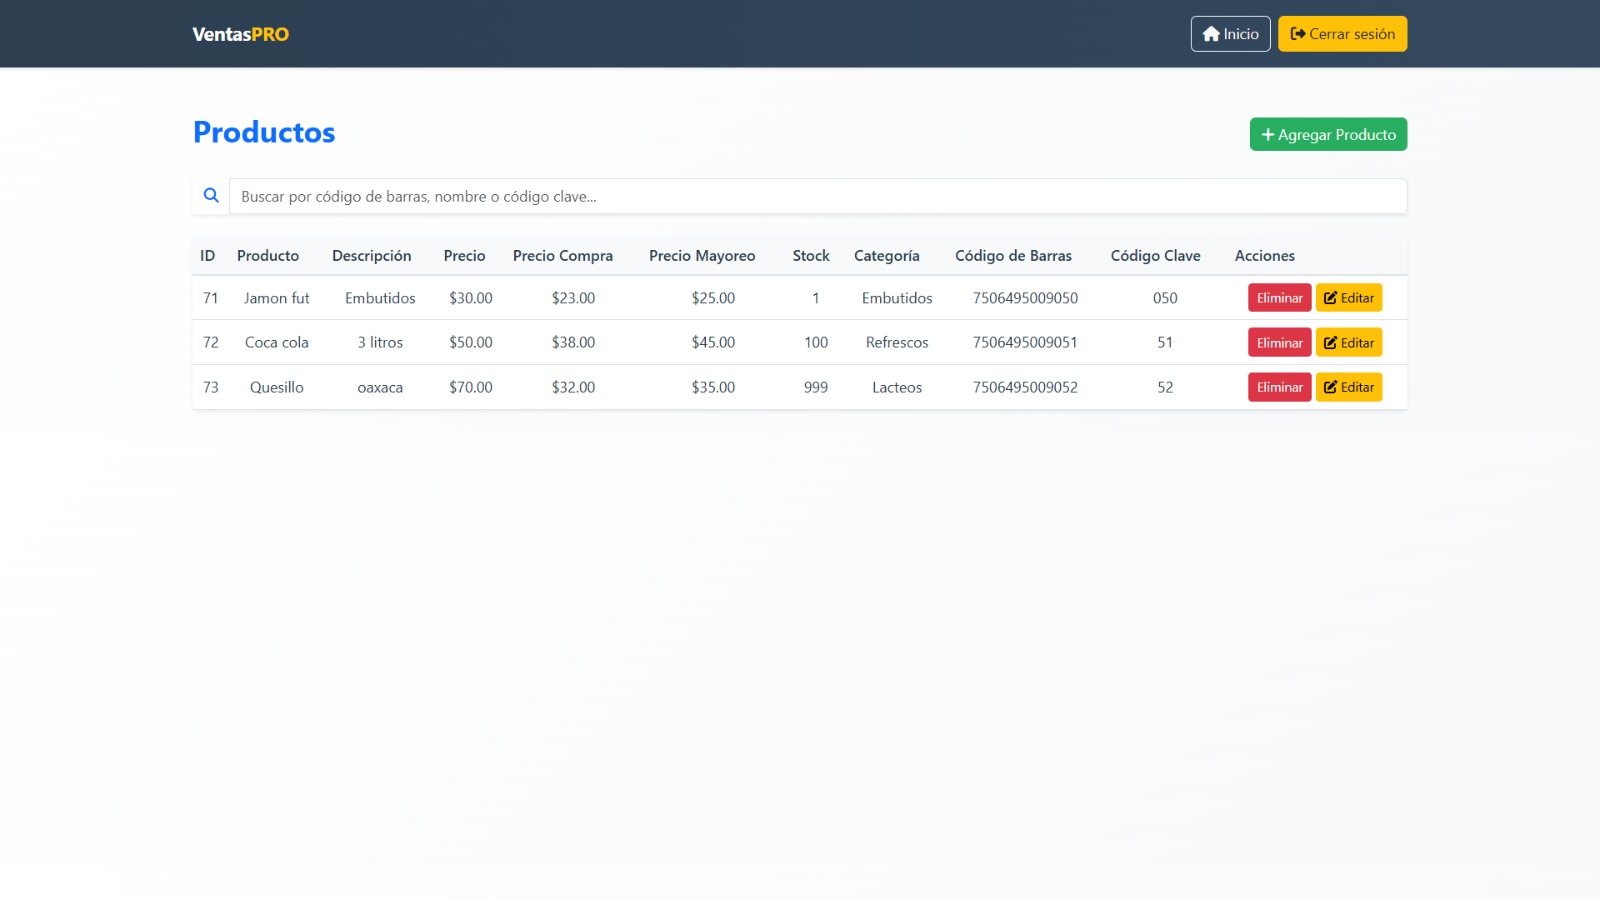 VentasPRO Inicio Cerrar sesión
Productos Agregar Producto
Buscar por código de barras, nombre o código clave...
ID Producto Descripción Precio Precio Compra Precio Mayoreo Stock Categoría Código de Barras Código Clave Acciones
71 Jamon fut Embutidos $30.00 $23.00 $25.00 1 Embutidos 7506495009050 050 Eliminar Editar
72 Coca cola 3 litros $50.00 $38.00 $45.00 100 Refrescos 7506495009051 51 Eliminar Editar
73 Quesillo oaxaca $70.00 $32.00 $35.00 999 Lacteos 7506495009052 52 Eliminar Editar